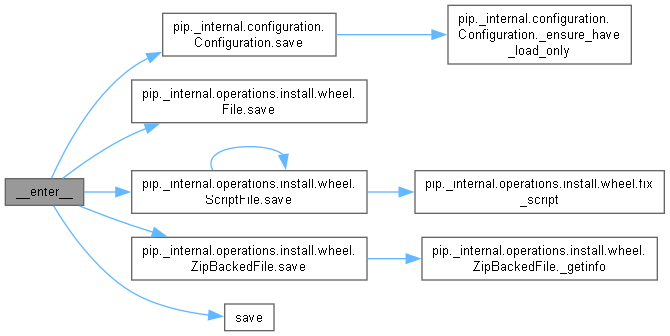 pip._internal.configuration.
Configuration.save
pip._internal.configuration.
Configuration._ensure_have
_load_only
pip._internal.operations.install.wheel.
File.save
__enter__
pip._internal.operations.install.wheel.
ScriptFile.save
pip._internal.operations.install.wheel.fix
_script
pip._internal.operations.install.wheel.
ZipBackedFile.save
pip._internal.operations.install.wheel.
ZipBackedFile._getinfo
save